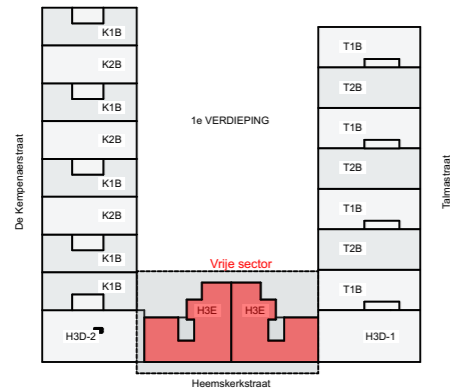 K1B
K2B
K1B
K2B
K1B
K2B
K1B
K1B
H3D-2
De Kempenaerstraat
1e VERDIEPING
Vrije sector
H3E
H3E
Heemskerkstraat
T1B
T2B
T1B
T2B
T1B
T2B
T1B
H3D-1
Talmastraat